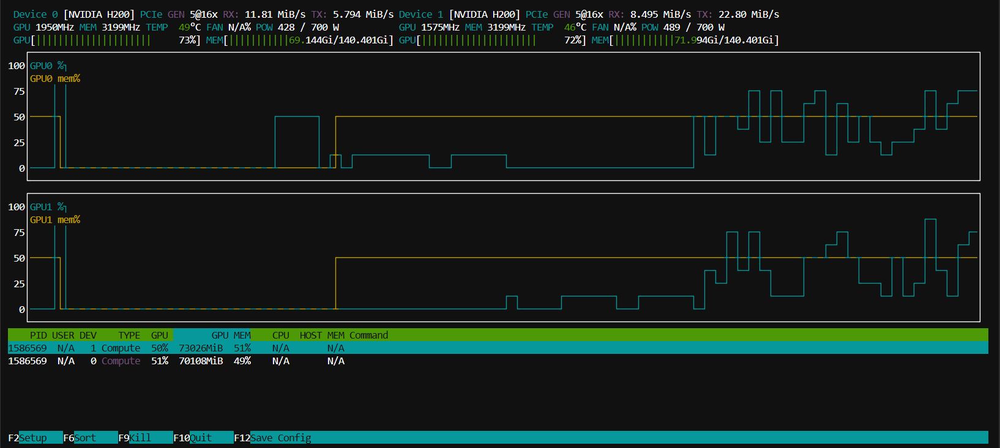 Device 0 [NVIDIA H200] PCIe GEN 5@16x RX: 11.81 MiB/s TX: 5.794 MiB/s Device 1 [NVIDIA H200] PCIe GEN 5@16x RX: 8.495 MiB/s TX: 22.80 MiB/s
GPU 1950MHz MEM 3199MHz TEMP 49°C FAN N/A% POW 428 / 700 W GPU 1575MHz MEM 3199MHz TEMP 46°C FAN N/A% POW 489 / 700 W
GPU[||||||||||||||||||||| 73%] MEM[|||||||||||69.144Gi/140.401Gi] GPU[||||||||||||||||||||| 72%] MEM[|||||||||||71.994Gi/140.401Gi]
100 GPU0 %
GPU0 mem%
75
50
25
0
100 GPU1 %
GPU1 mem%
75
50
25
0
PID USER DEV TYPE GPU GPU MEM CPU HOST MEM Command
1586569 N/A 1 Compute 50% 73026MiB 51% N/A N/A
1586569 N/A 0 Compute 51% 70108MiB 49% N/A N/A
F2Setup F6Sort F9Kill F10Quit F12Save Config